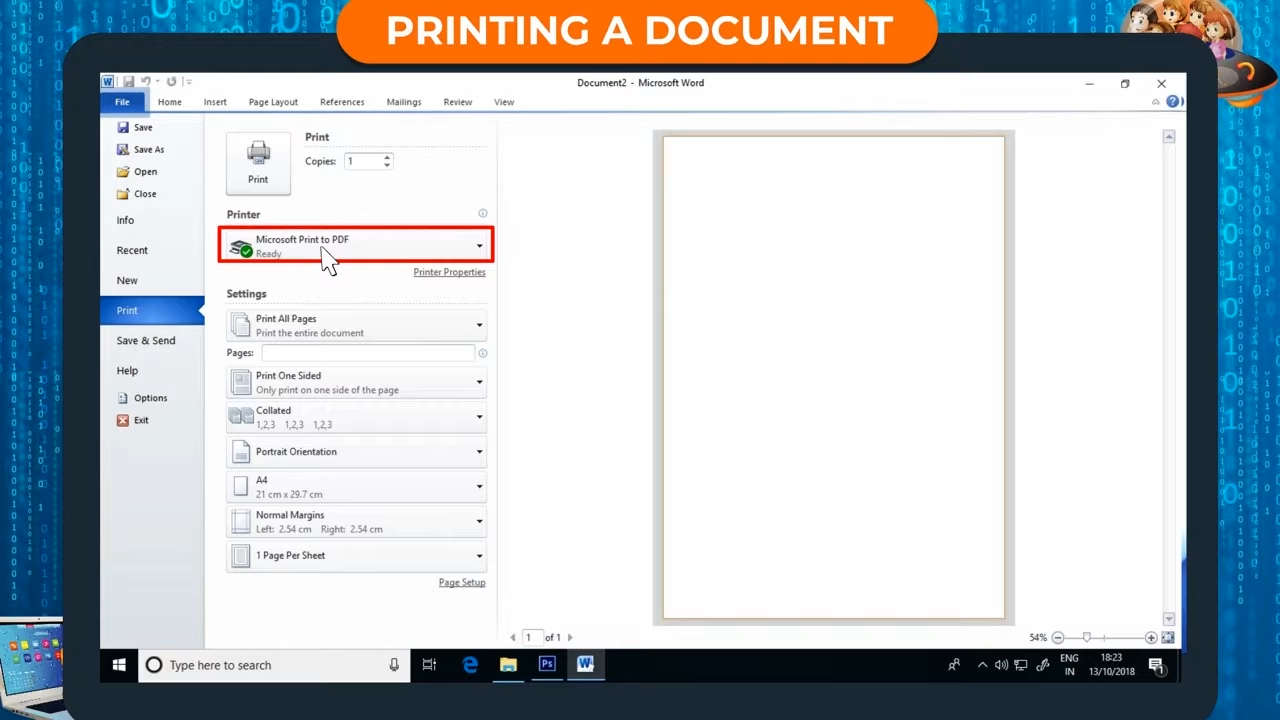 PRINTING A DOCUMENT
Document2 - Microsoft Word
File Home Insert Page Layout References Mailings Review View
Save
Save As
Open
Close
Info
Recent
New
Print
Save & Send
Help
Options
Exit
Print
Print
Copies: 1
Printer
Microsoft Print to PDF
Ready
Printer Properties
Settings
Print All Pages
Print the entire document
Pages:
Print One Sided
Only print on one side of the page
Collated
1,2,3 1,2,3 1,2,3
Portrait Orientation
A4
21 cm x 29.7 cm
Normal Margins
Left: 2.54 cm Right: 2.54 cm
1 Page Per Sheet
Page Setup
1 of 1
54%
Type here to search
Ps
W
ENG
IN
18:23
13/10/2018
1